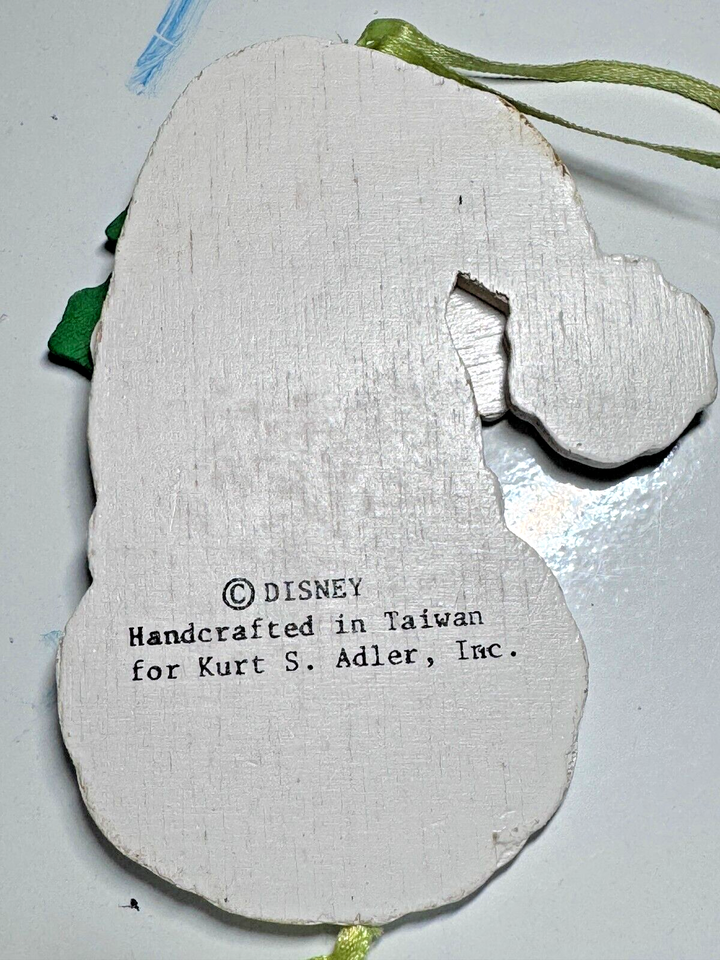 © DISNEY
Handcrafted in Taiwan
for Kurt S. Adler, Inc.